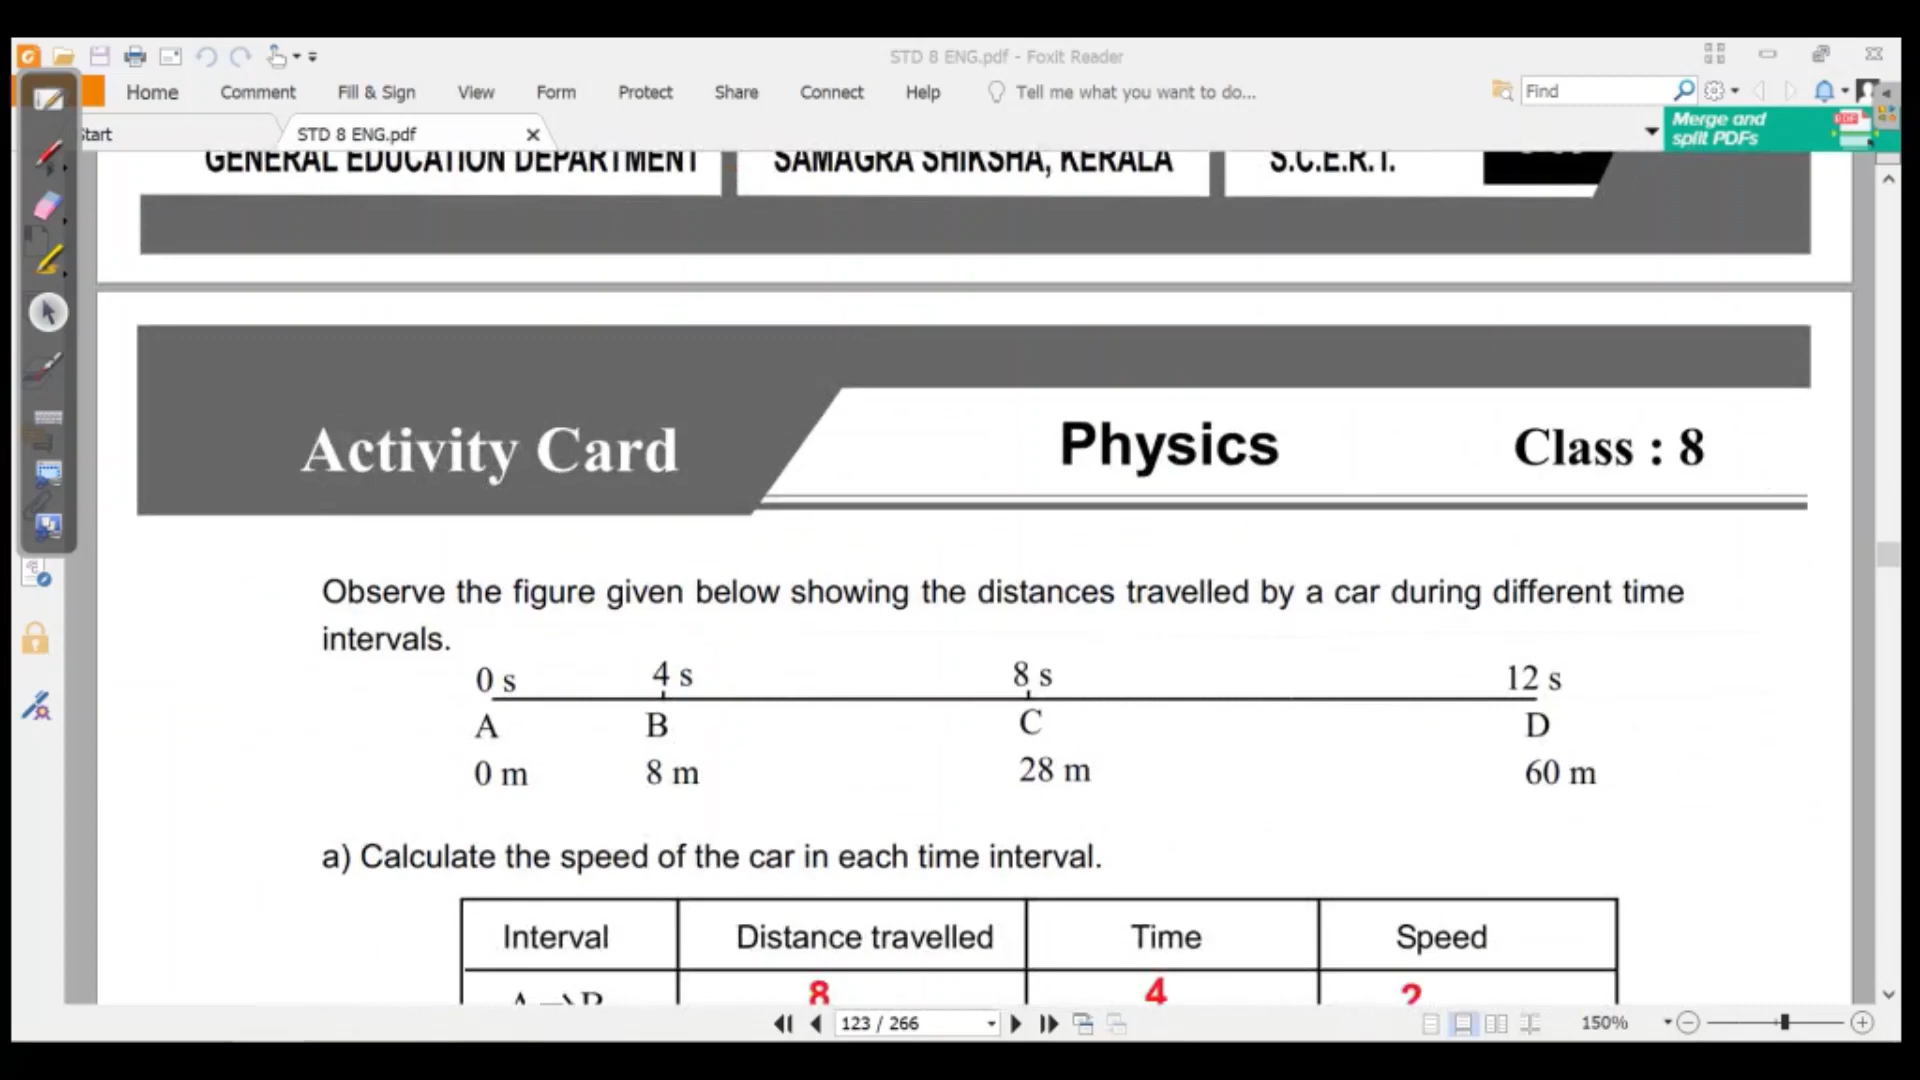 STD 8 ENG.pdf - Foxit Reader
Home Comment Fill & Sign View Form Protect Share Connect Help Tell me what you want to do... Find
Start STD 8 ENG.pdf Merge and
split PDFs
GENERAL EDUCATION DEPARTMENT SAMAGRA SHIKSHA, KERALA S.C.E.R.T.
Activity Card Physics Class : 8
Observe the figure given below showing the distances travelled by a car during different time
intervals.
0 s 4 s 8 s 12 s
A B C D
0 m 8 m 28 m 60 m
a) Calculate the speed of the car in each time interval.
Interval Distance travelled Time Speed
A → B 8 4 2
123 / 266 150%